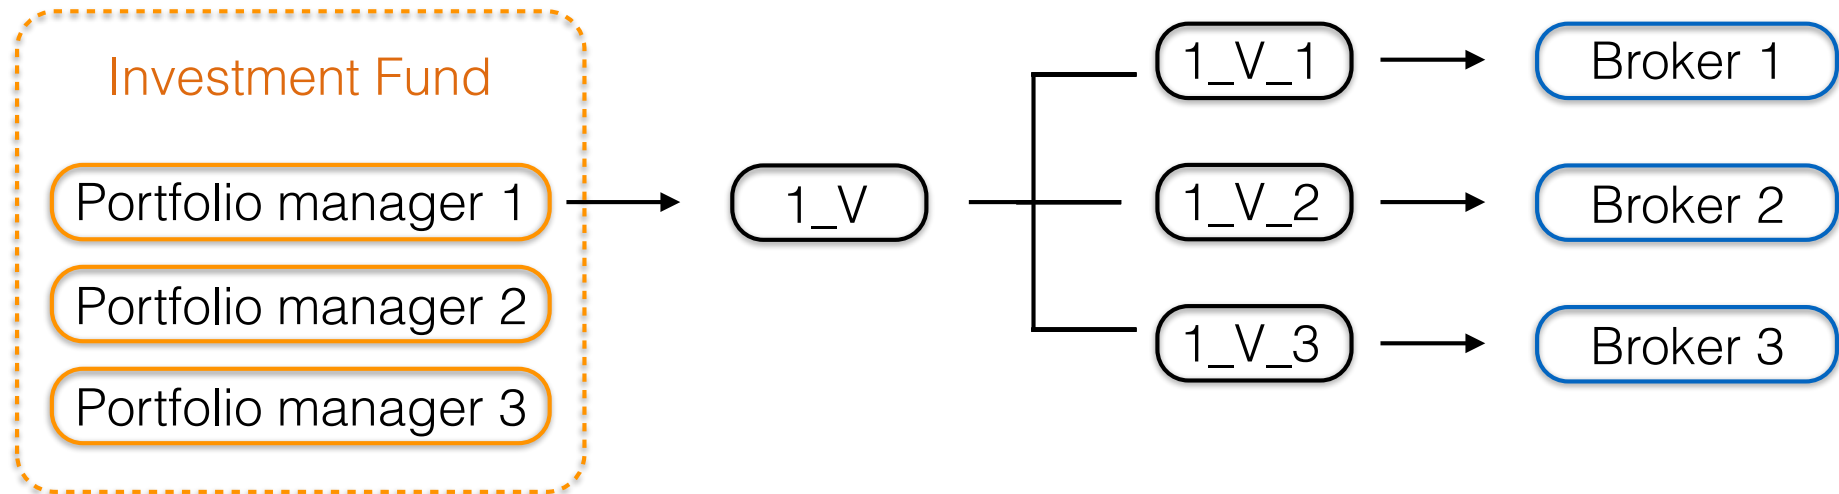 Investment Fund
Portfolio manager 1
Portfolio manager 2
Portfolio manager 3
1_V
1_V_1
1_V_2
1_V_3
Broker 1
Broker 2
Broker 3